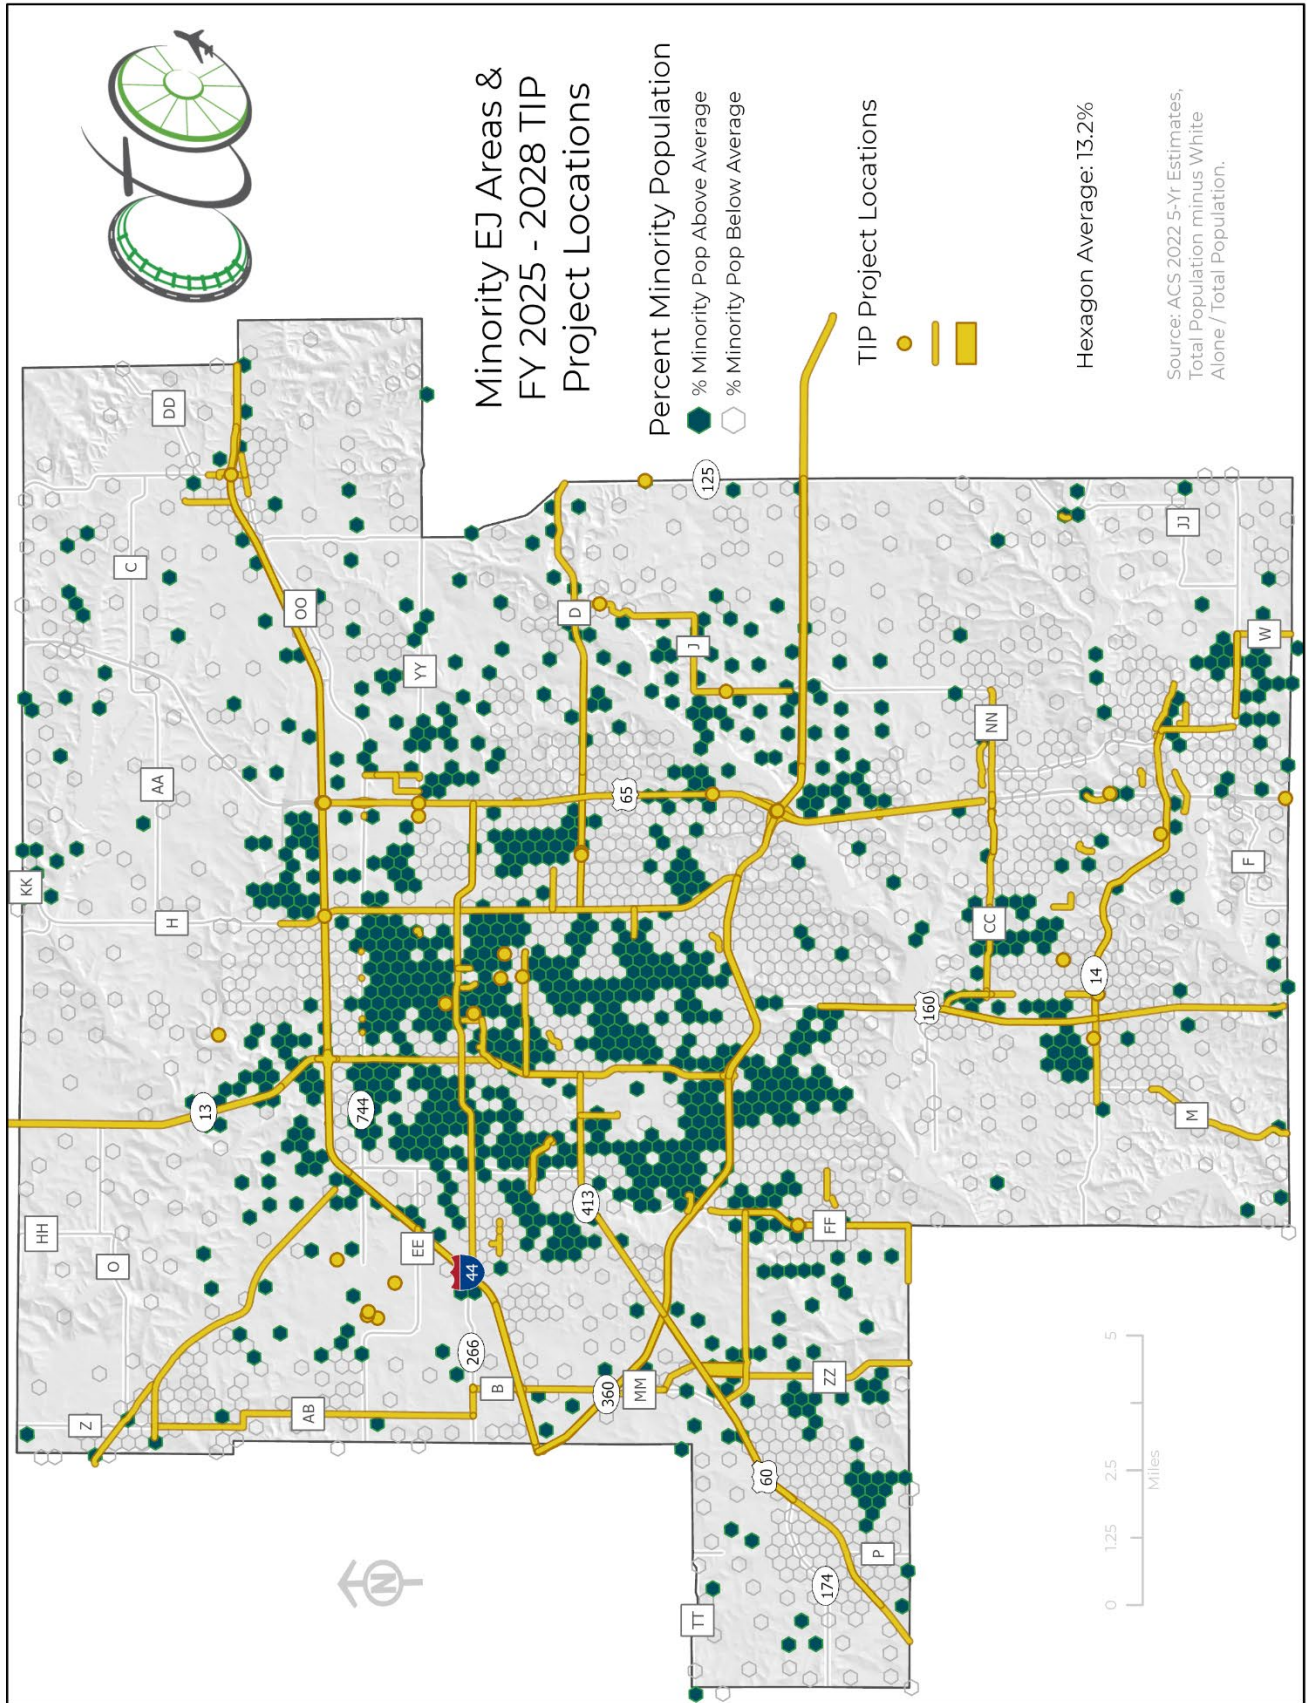 Minority EJ Areas &
FY 2025 - 2028 TIP
Project Locations
Percent Minority Population
% Minority Pop Above Average
% Minority Pop Below Average
TIP Project Locations
Hexagon Average: 13.2%
Source: ACS 2022 5-Yr Estimates,
Total Population minus White
Alone / Total Population.
Z
O
HH
AB
EE
13
744
KK
H
AA
C
DD
OO
YY
266
44
B
360
MM
413
65
D
J
125
TT
174
60
P
ZZ
FF
160
CC
NN
14
M
F
W
JJ
N
0
1.25
2.5
5
Miles